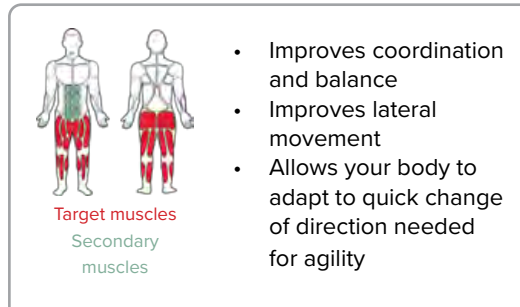 Target muscles
Secondary
muscles
• Improves coordination
and balance
• Improves lateral
movement
• Allows your body to
adapt to quick change
of direction needed
for agility